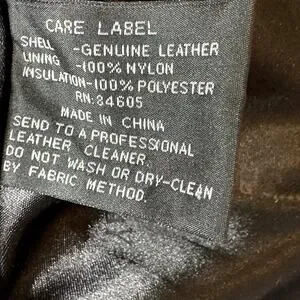 CARE LABEL
SHELL -GENUINE LEATHER
LINING -100% NYLON
INSULATION-100% POLYESTER
RN:34605
MADE IN CHINA
SEND TO A PROFESSIONAL
LEATHER CLEANER.
DO NOT WASH OR DRY-CLEAN
BY FABRIC METHOD.